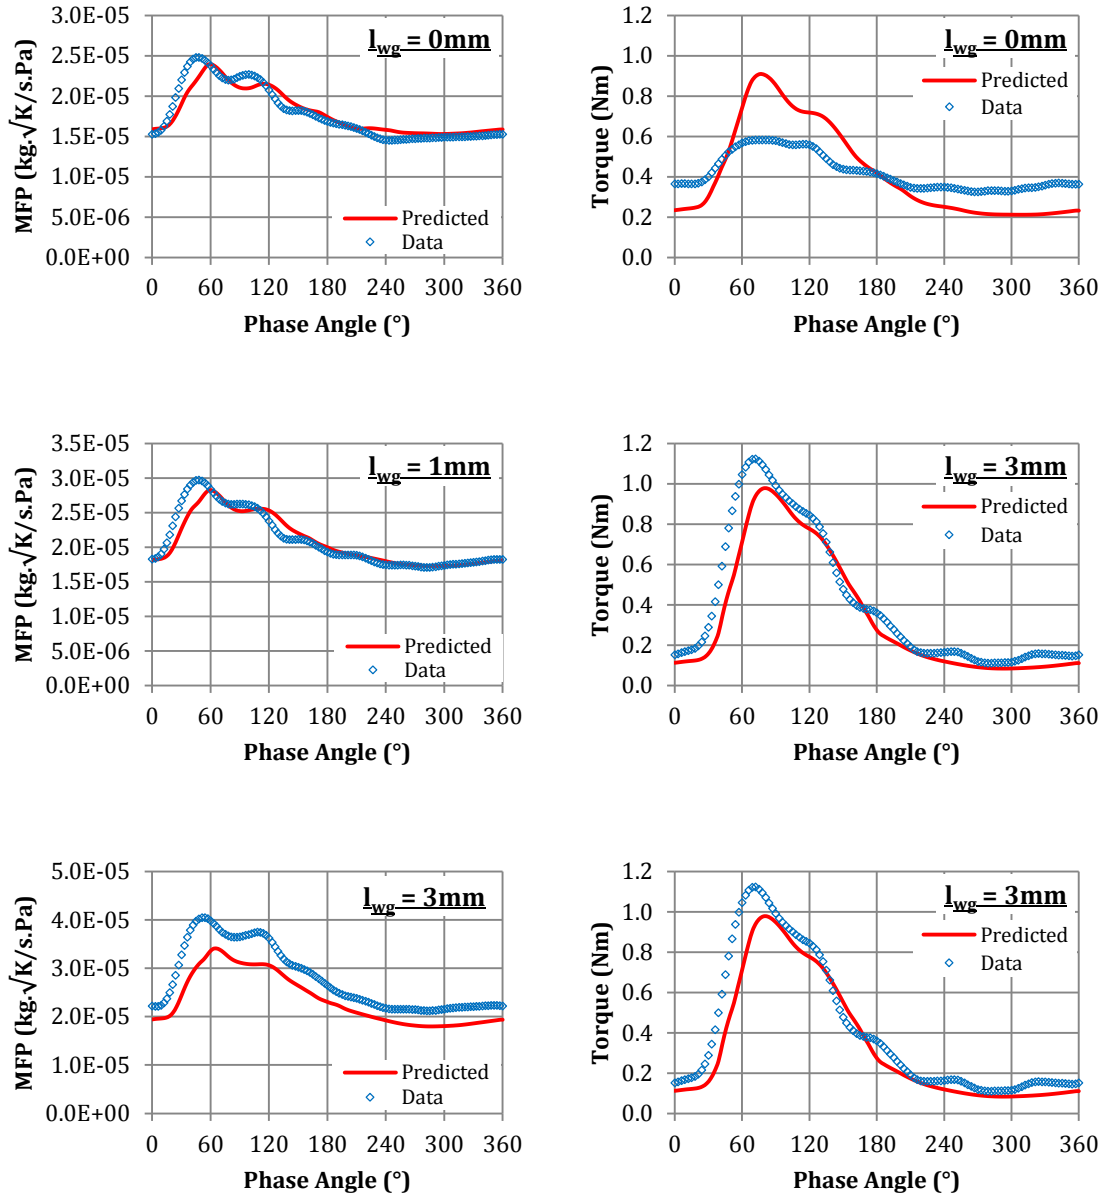 3.0E-05
2.5E-05
2.0E-05
1.5E-05
1.0E-05
5.0E-06
0.0E+00
MFP (kg.√K/s.Pa)
l_wg = 0mm
Predicted
Data
0 60 120 180 240 300 360
Phase Angle (°)
1.2
1.0
0.8
0.6
0.4
0.2
0.0
Torque (Nm)
l_wg = 0mm
Predicted
Data
0 60 120 180 240 300 360
Phase Angle (°)
3.5E-05
3.0E-05
2.5E-05
2.0E-05
1.5E-05
1.0E-05
5.0E-06
0.0E+00
MFP (kg.√K/s.Pa)
l_wg = 1mm
Predicted
Data
0 60 120 180 240 300 360
Phase Angle (°)
1.2
1.0
0.8
0.6
0.4
0.2
0.0
Torque (Nm)
l_wg = 3mm
Predicted
Data
0 60 120 180 240 300 360
Phase Angle (°)
5.0E-05
4.0E-05
3.0E-05
2.0E-05
1.0E-05
0.0E+00
MFP (kg.√K/s.Pa)
l_wg = 3mm
Predicted
Data
0 60 120 180 240 300 360
Phase Angle (°)
1.2
1.0
0.8
0.6
0.4
0.2
0.0
Torque (Nm)
l_wg = 3mm
Predicted
Data
0 60 120 180 240 300 360
Phase Angle (°)